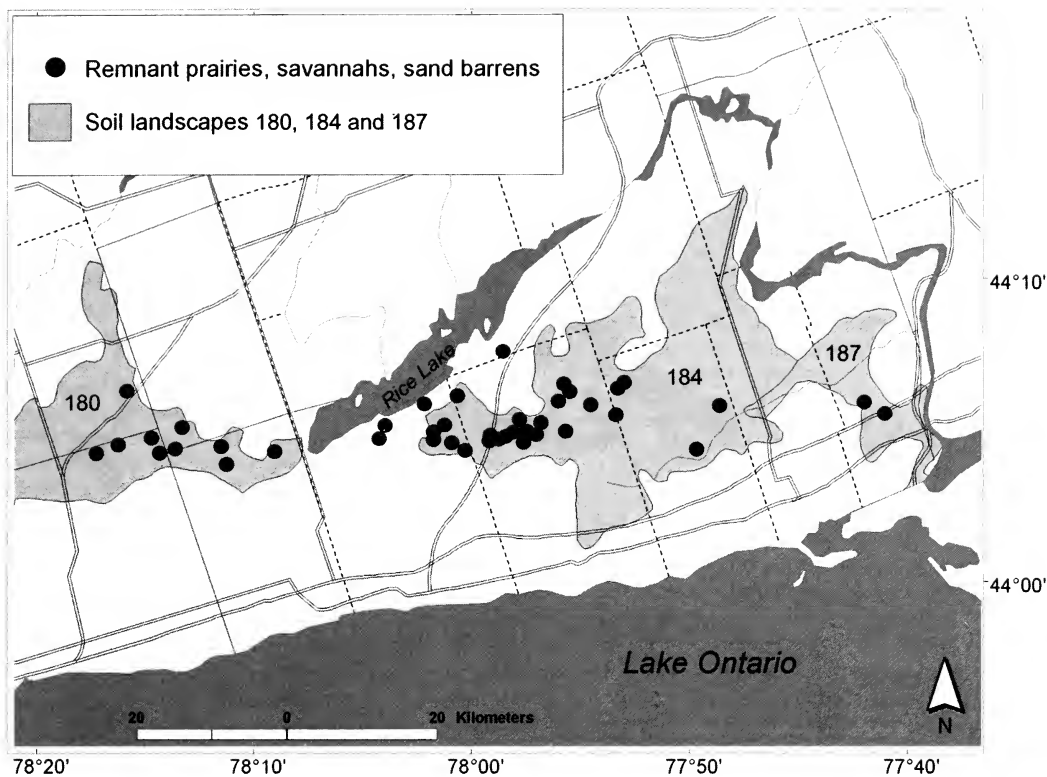 Remnant prairies, savannahs, sand barrens
Soil landscapes 180, 184 and 187
44°10'
187
Rice Lake
184
180
44°00'
Lake Ontario
20 0 20 Kilometers
N
78°20' 78°10' 78°00' 77°50' 77°40'